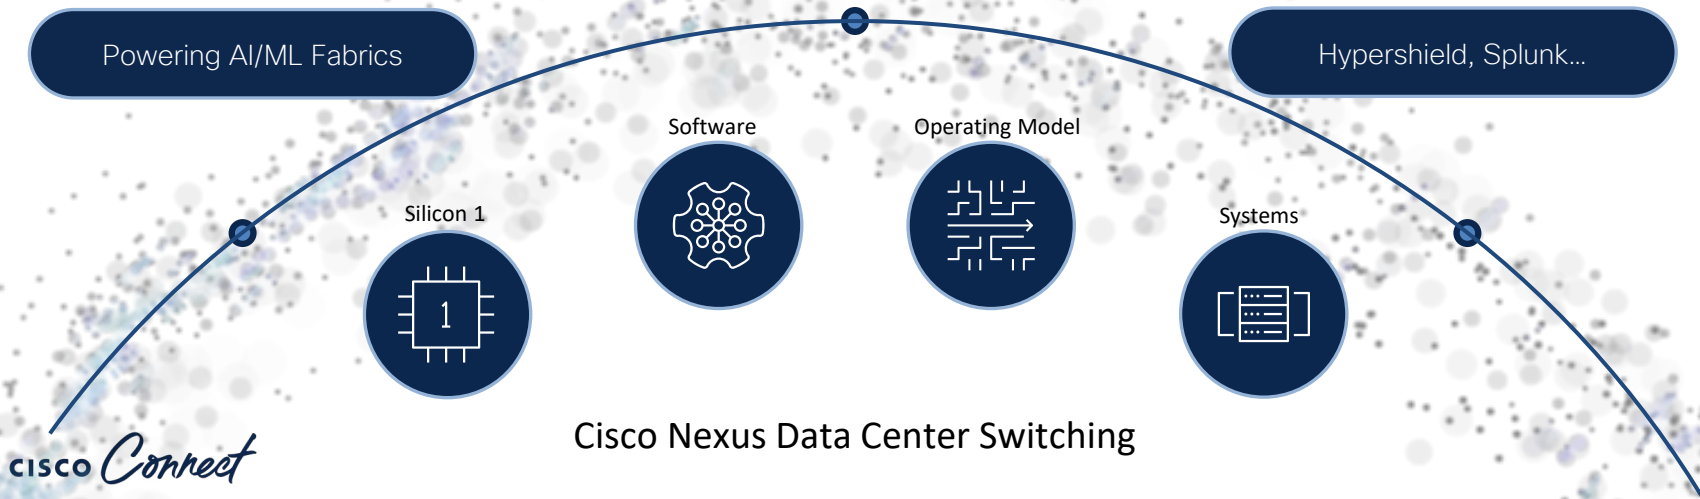 Powering AI/ML Fabrics
Hypershield, Splunk...
Software
Operating Model
Silicon 1
Systems
1
Cisco Nexus Data Center Switching
CISCO Connect